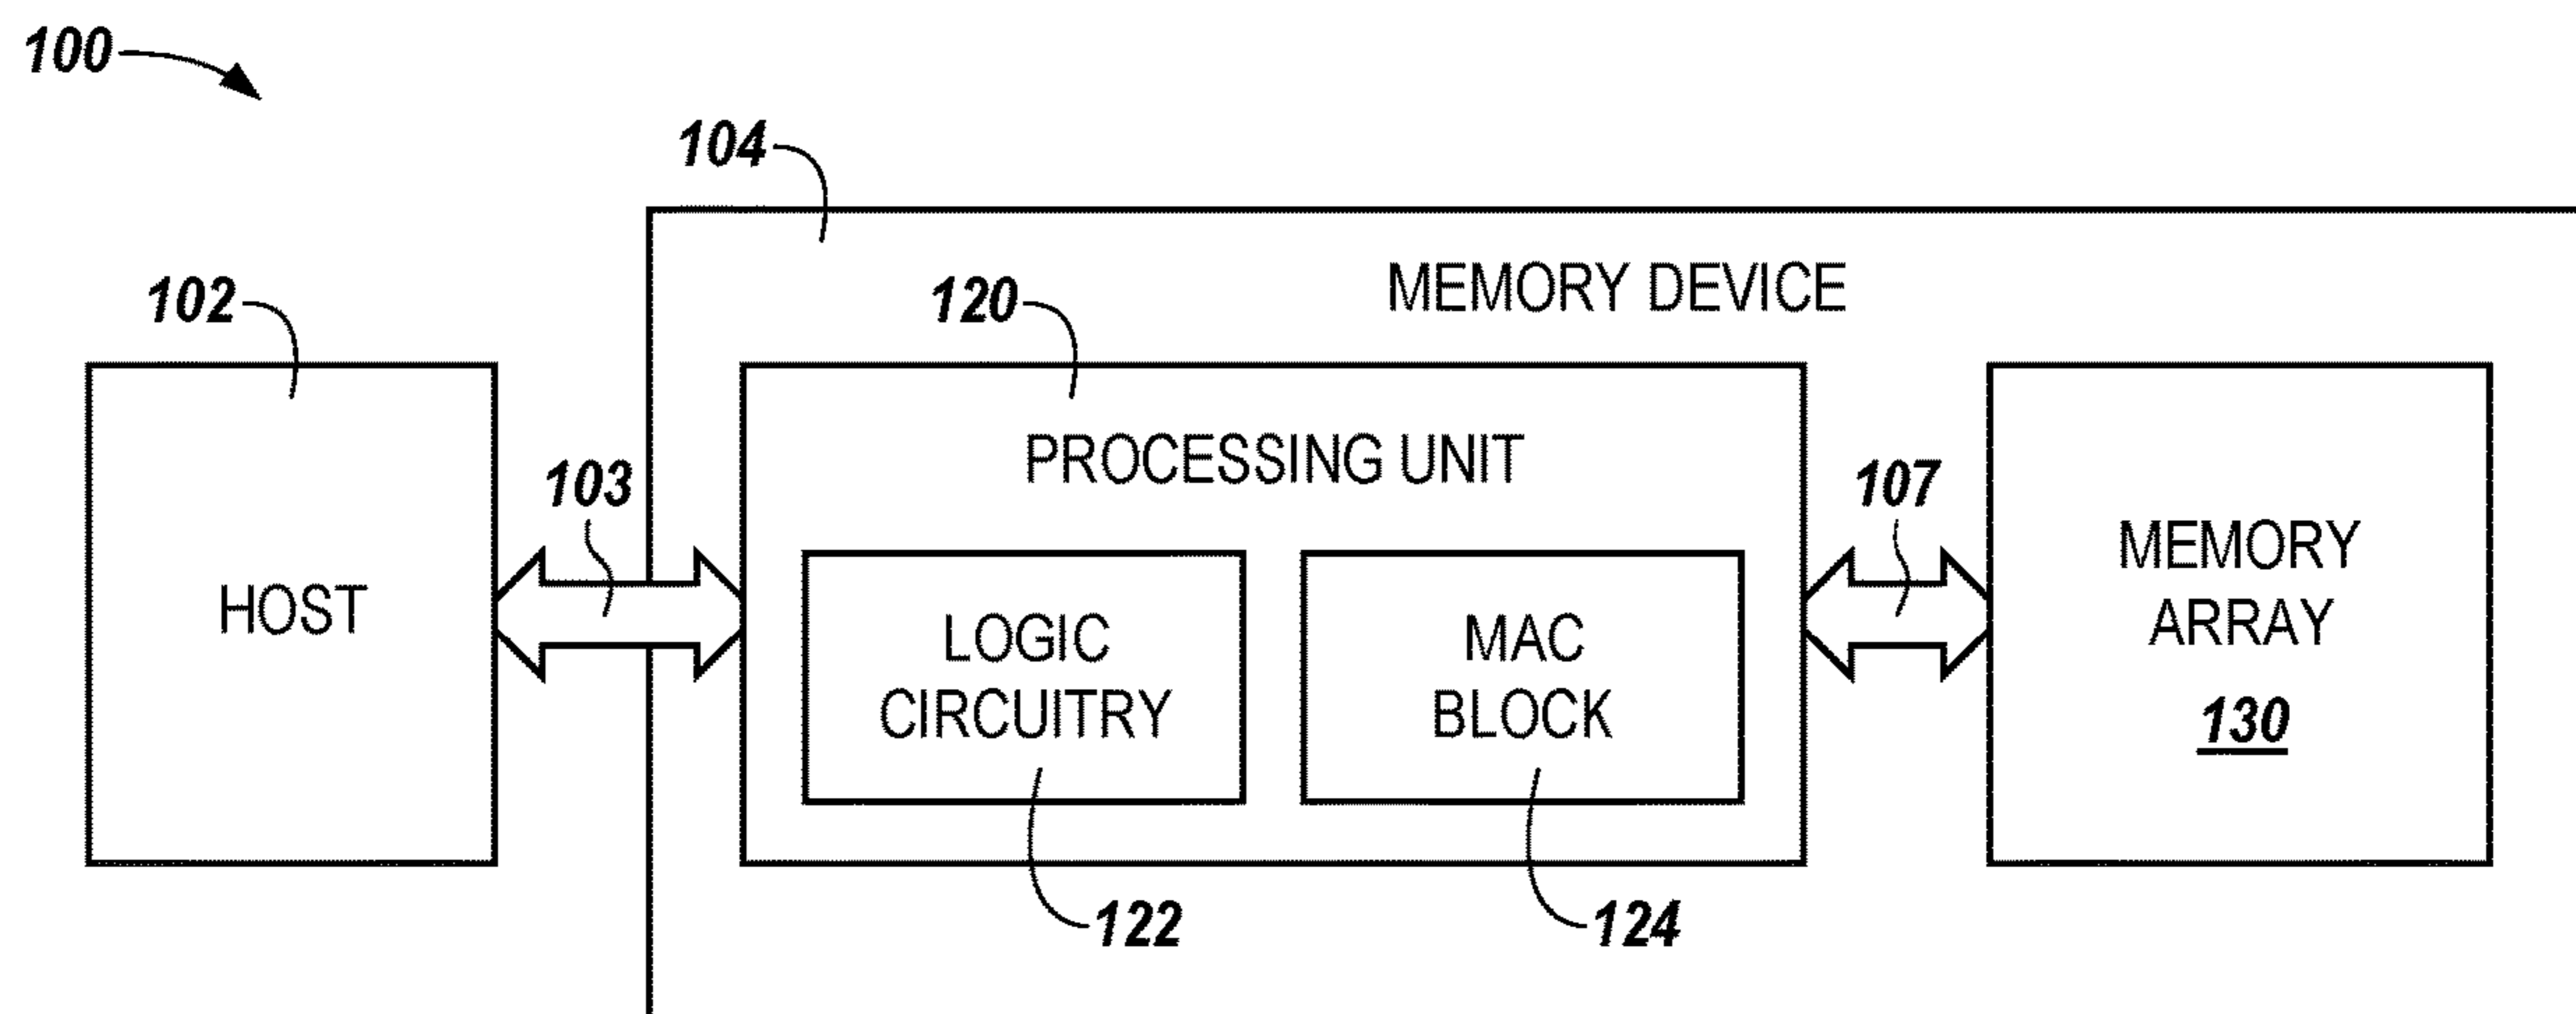 100
104
MEMORY DEVICE
102
120
PROCESSING UNIT
103
107
HOST
LOGIC
CIRCUITRY
MAC
BLOCK
MEMORY
ARRAY
130
122
124